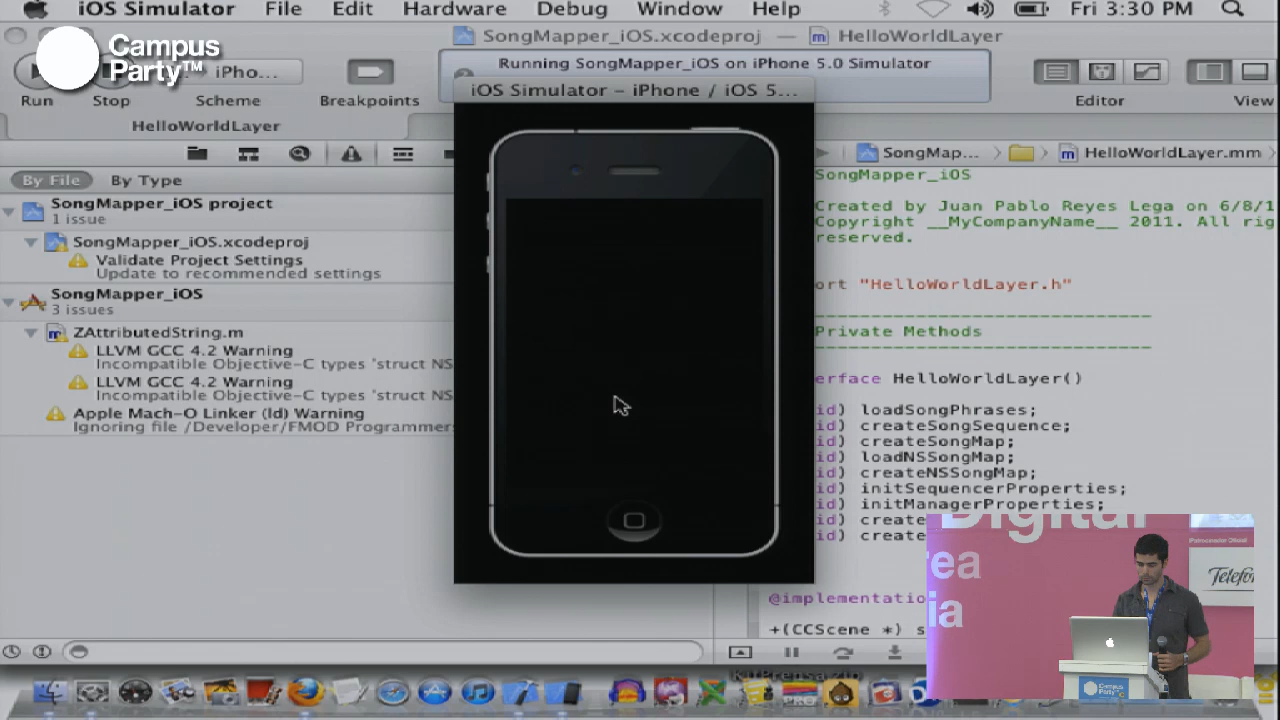 iOS Simulator File Edit Hardware Debug Window Help Fri 3:30 PM
Campus
Party™
SongMapper_iOS.xcodeproj — HelloWorldLayer
iPho...
Running SongMapper_iOS on iPhone 5.0 Simulator
Run Stop Scheme Breakpoints Editor View
iOS Simulator – iPhone / iOS 5...
HelloWorldLayer
SongMap... HelloWorldLayer.mm
By File By Type
SongMapper_iOS project
1 issue
SongMapper_iOS.xcodeproj
Validate Project Settings
Update to recommended settings
SongMapper_iOS
3 issues
ZAttributedString.m
LLVM GCC 4.2 Warning
Incompatible Objective-C types 'struct NS
LLVM GCC 4.2 Warning
Incompatible Objective-C types 'struct NS
Apple Mach-O Linker (ld) Warning
Ignoring file /Developer/FMOD Programmers
SongMapper_iOS
Created by Juan Pablo Reyes Lega on 6/8/1
Copyright __MyCompanyName__ 2011. All rig
reserved.
ort "HelloWorldLayer.h"
Private Methods
erface HelloWorldLayer()
id) loadSongPhrases;
id) createSongSequence;
id) createSongMap;
id) loadNSSongMap;
id) createNSSongMap;
id) initSequencerProperties;
id) initManagerProperties;
id) create
id) create
@implementatio
+(CCScene *) s
Digital
rea
ia
Telefon
Campus
Party